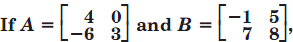 If A = [4 0; -6 3] and B = [-1 5; 7 8],